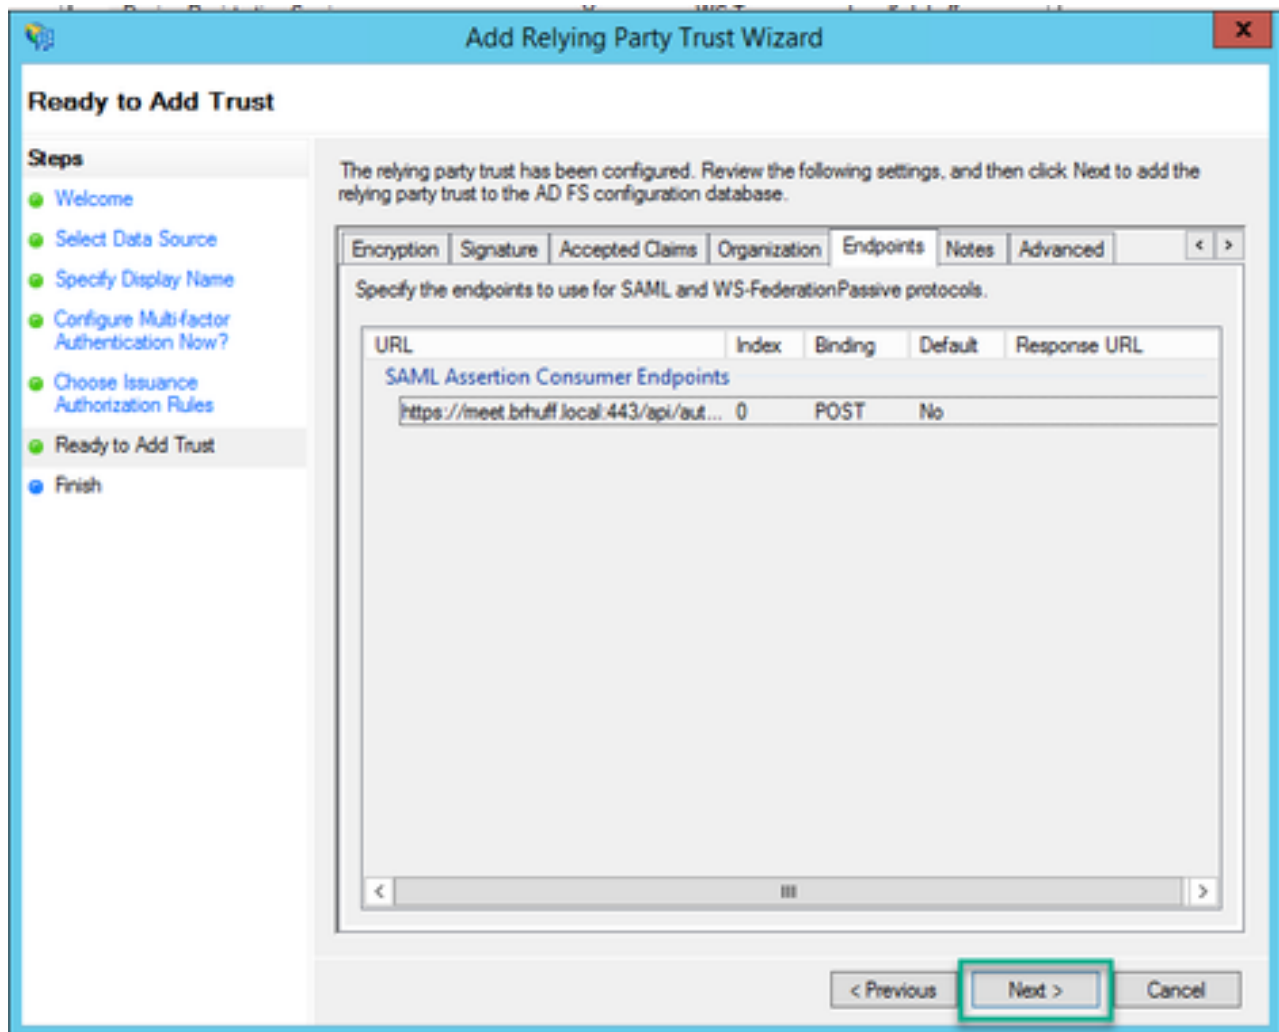 Add Relying Party Trust Wizard
X
Ready to Add Trust
Steps
Welcome
Select Data Source
Specify Display Name
Configure Multi-factor
Authentication Now?
Choose Issuance
Authorization Rules
Ready to Add Trust
Finish
The relying party trust has been configured. Review the following settings, and then click Next to add the
relying party trust to the AD FS configuration database.
Encryption Signature Accepted Claims Organization Endpoints Notes Advanced < >
Specify the endpoints to use for SAML and WS-FederationPassive protocols.
URL Index Binding Default Response URL
SAML Assertion Consumer Endpoints
https://meet.brhuff.local:443/api/aut... 0 POST No
< Previous Next > Cancel